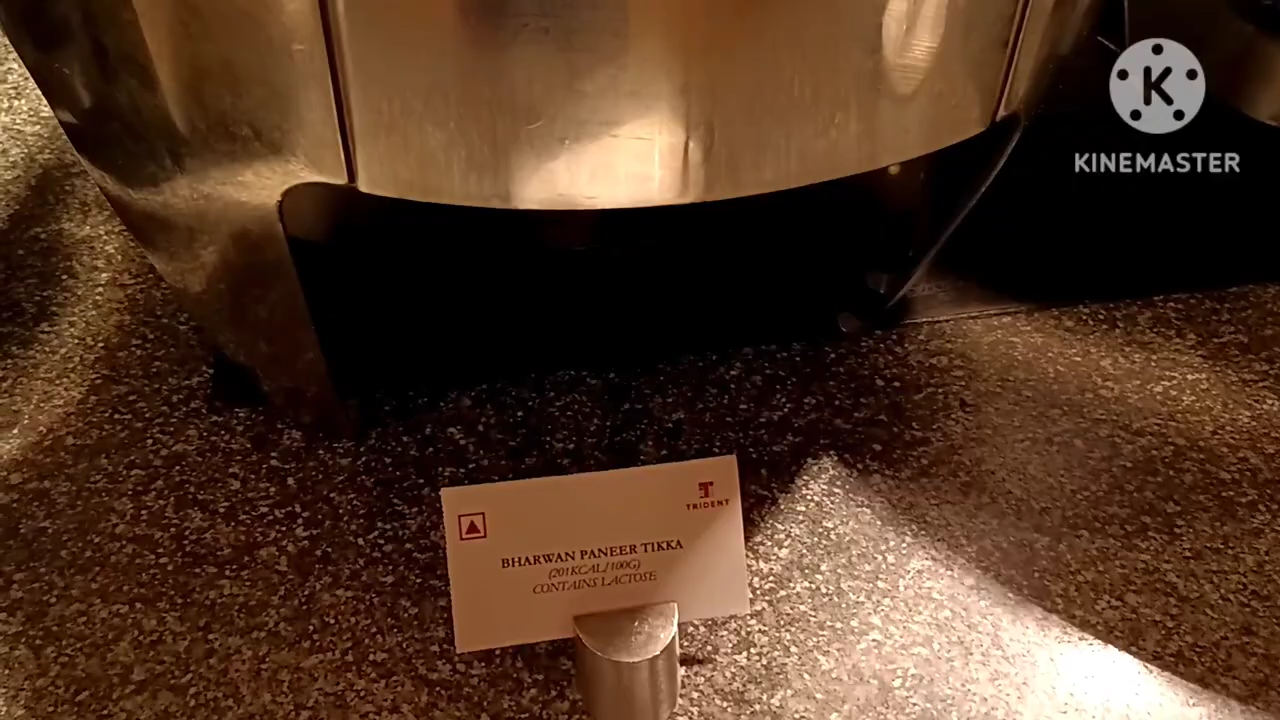 KINEMASTER
TRIDENT
BHARWAN PANEER TIKKA
(201KCAL/100G)
CONTAINS LACTOSE